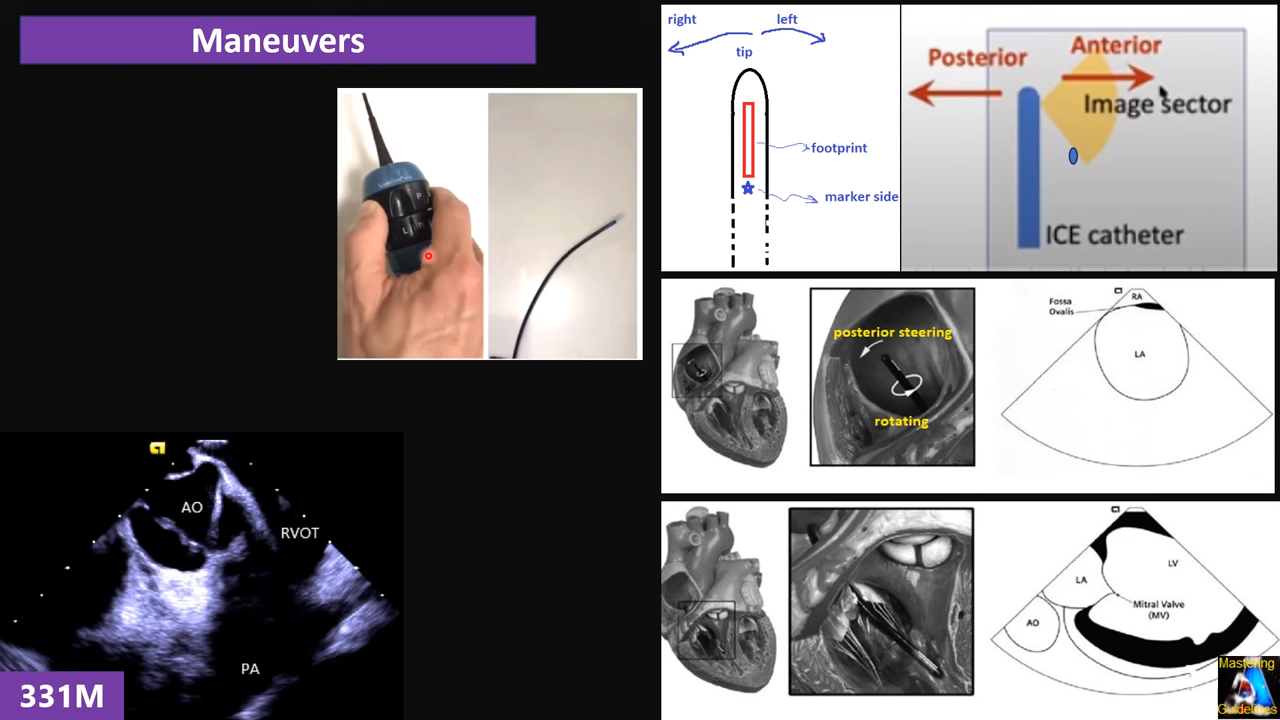 Maneuvers
right
left
tip
footprint
marker side
Posterior
Anterior
Image sector
ICE catheter
P
L
posterior steering
rotating
Fossa
Ovalis
RA
LA
AO
RVOT
PA
LA
LV
Mitral Valve
(MV)
AO
331M
Mastering
Guidelines